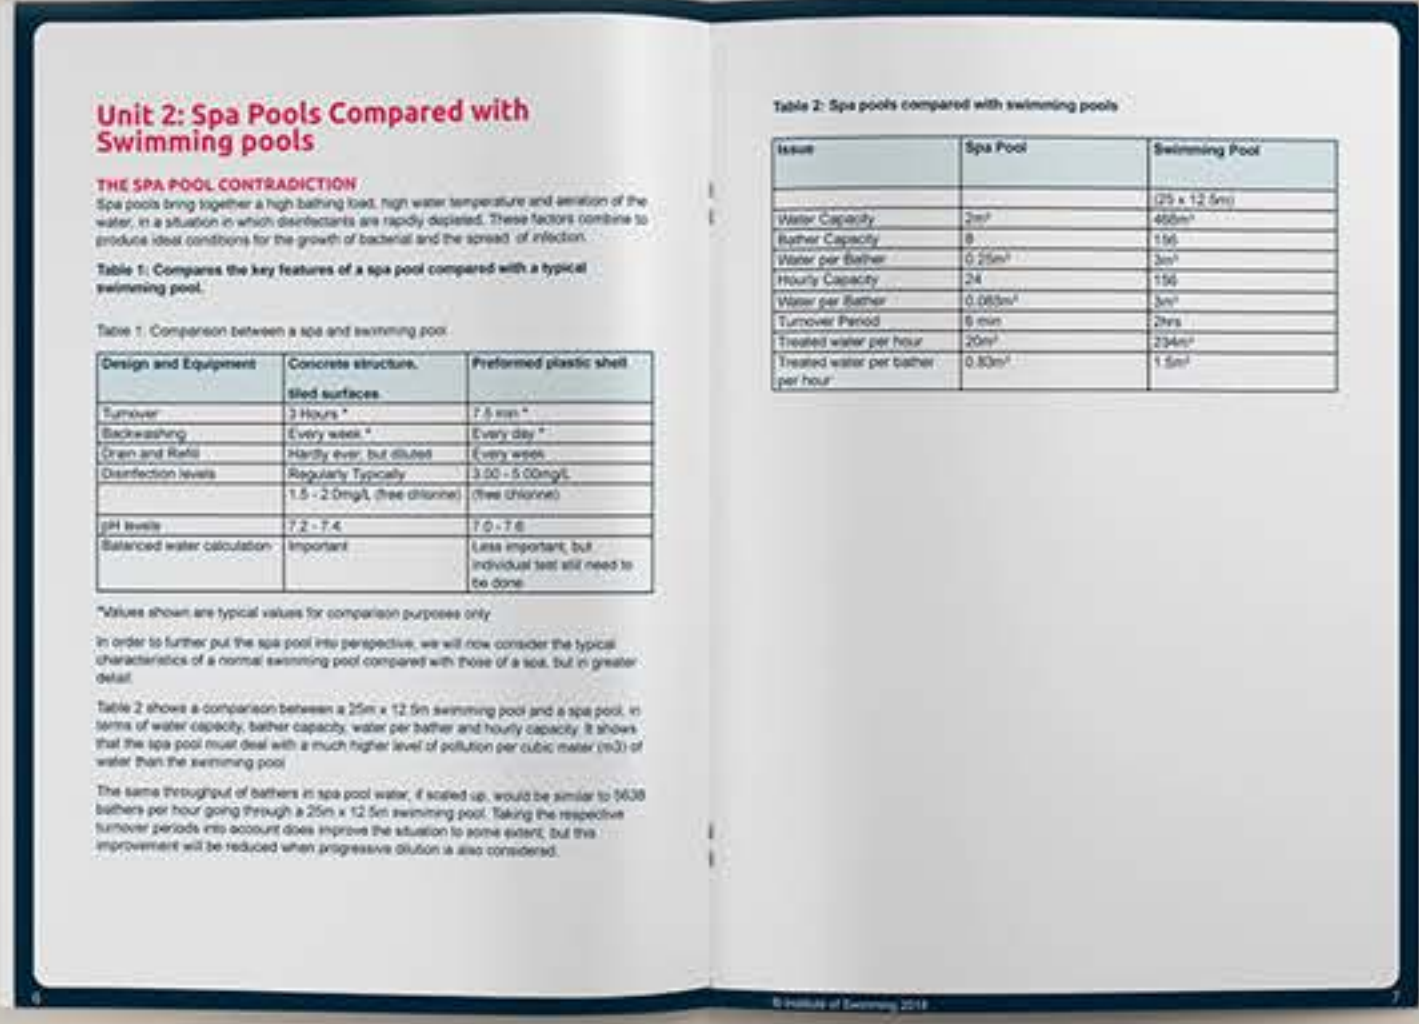 Unit 2: Spa Pools Compared with
Swimming pools
THE SPA POOL CONTRADICTION
Spa pools bring together a high bathing load, high water temperature and aeration of the
water, in a situation in which disinfectants are rapidly depleted. These factors combine to
produce ideal conditions for the growth of bacterial and the spread of infection.
Table 1: Compares the key features of a spa pool compared with a typical
swimming pool.
Table 1: Comparison between a spa and swimming pool
Design and Equipment Concrete structure, Preformed plastic shell
tiled surfaces
Turnover 3 Hours * 7.5 min *
Backwashing Every week * Every day *
Drain and Refill Hardly ever, but diluted Every week
Disinfection levels Regularly Typically 3.00 - 5.00mg/L
1.5 - 2.0mg/L (free chlorine) (free chlorine)
pH levels 7.2 - 7.4 7.0 - 7.6
Balanced water calculation Important Less important, but
individual test still need to
be done
*Values shown are typical values for comparison purposes only
In order to further put the spa pool into perspective, we will now consider the typical
characteristics of a normal swimming pool compared with those of a spa, but in greater
detail.
Table 2 shows a comparison between a 25m x 12.5m swimming pool and a spa pool, in
terms of water capacity, bather capacity, water per bather and hourly capacity. It shows
that the spa pool must deal with a much higher level of pollution per cubic meter (m3) of
water than the swimming pool
The same throughput of bathers in spa pool water, if scaled up, would be similar to 5638
bathers per hour going through a 25m x 12.5m swimming pool. Taking the respective
turnover periods into account does improve the situation to some extent, but this
improvement will be reduced when progressive dilution is also considered.
6
Table 2: Spa pools compared with swimming pools
Issue Spa Pool Swimming Pool
(25 x 12.5m)
Water Capacity 2m³ 468m³
Bather Capacity 8 156
Water per Bather 0.25m³ 3m³
Hourly Capacity 24 156
Water per Bather 0.083m³ 3m³
Turnover Period 6 min 2hrs
Treated water per hour 20m³ 234m³
Treated water per bather 0.83m³ 1.5m³
per hour
© Institute of Swimming 2018
7